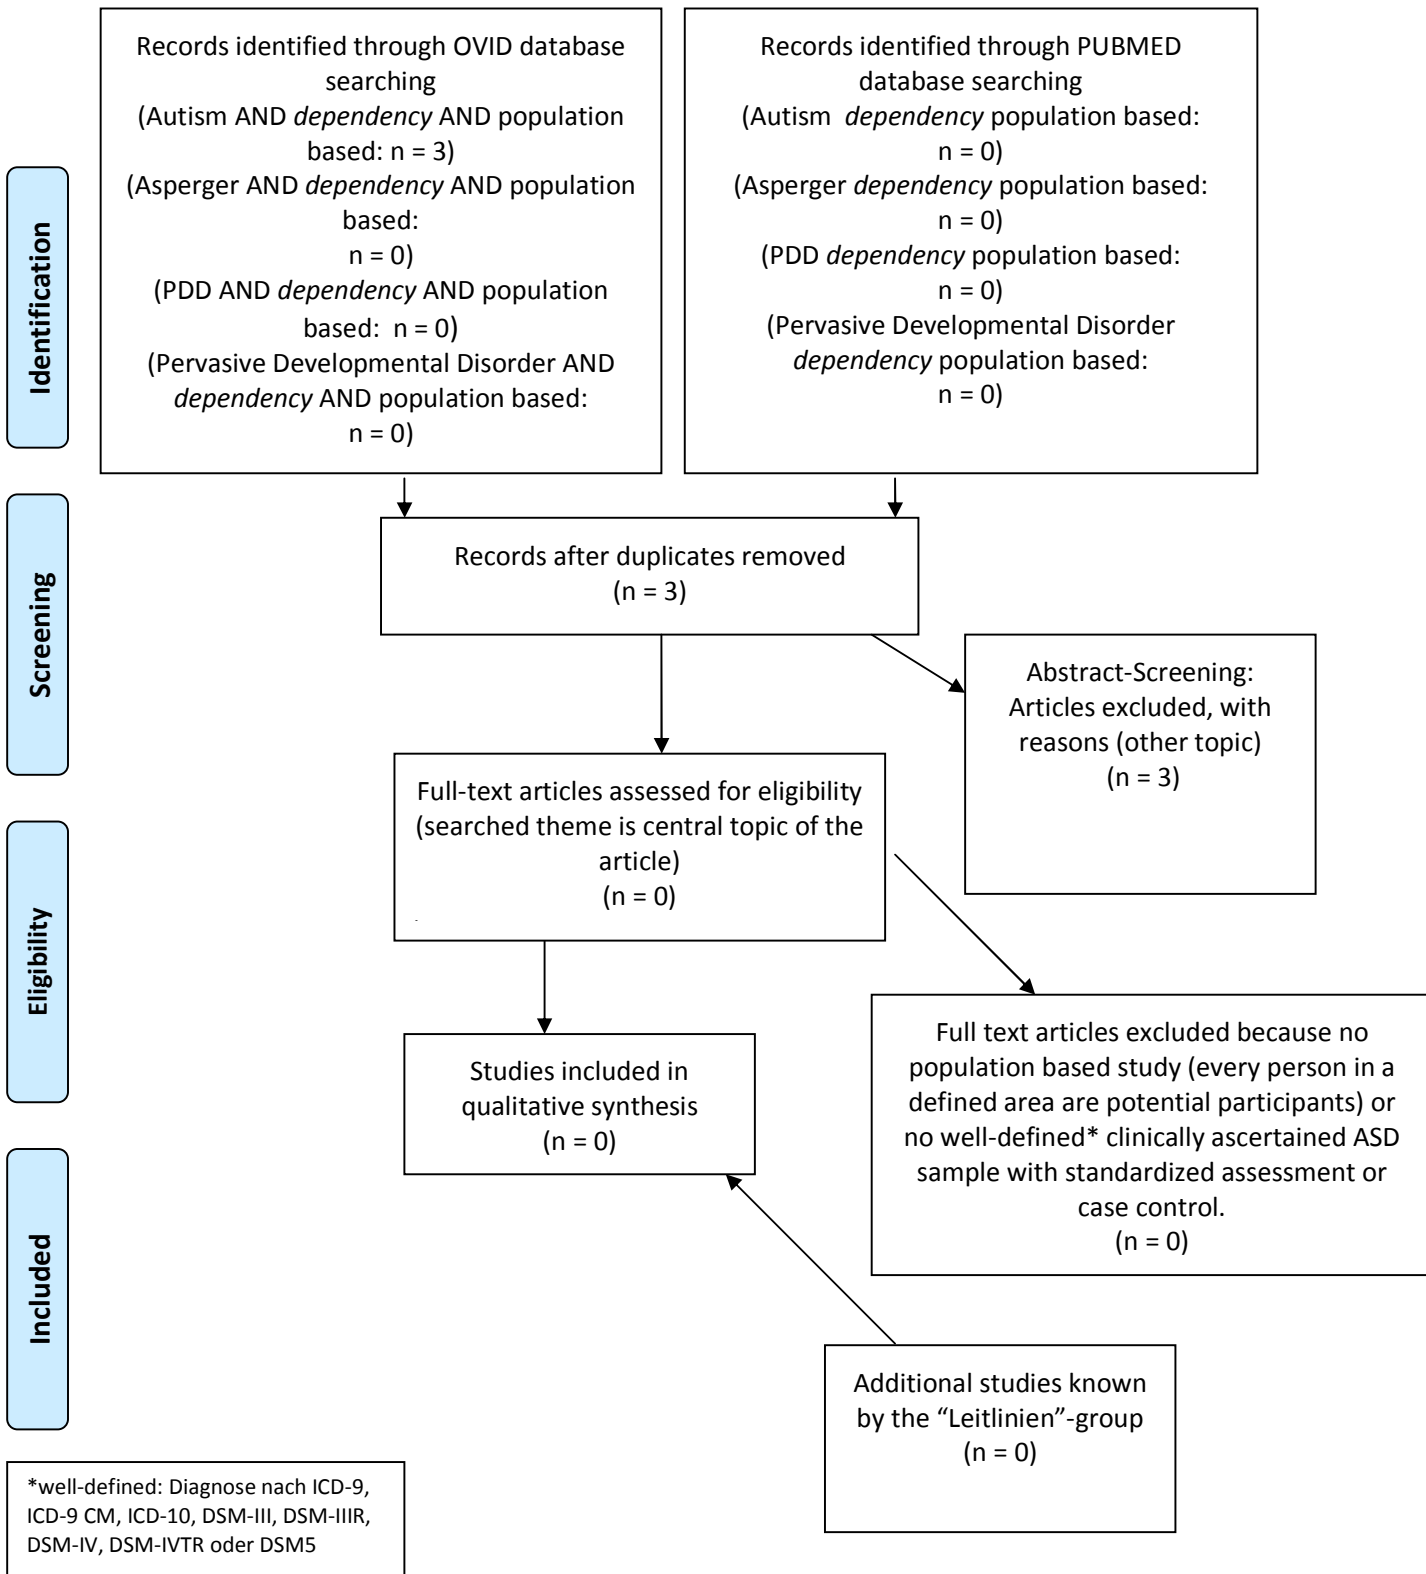 Records identified through OVID database
searching
(Autism AND dependency AND population
based: n = 3)
(Asperger AND dependency AND population
based:
n = 0)
(PDD AND dependency AND population
based:  n = 0)
(Pervasive Developmental Disorder AND
dependency AND population based:
n = 0)
Records identified through PUBMED
database searching
(Autism  dependency population based:
n = 0)
(Asperger dependency population based:
n = 0)
(PDD dependency population based:
n = 0)
(Pervasive Developmental Disorder
dependency population based:
n = 0)
Identification
Screening
Records after duplicates removed
(n = 3)
Abstract-Screening:
Articles excluded, with
reasons (other topic)
(n = 3)
Full-text articles assessed for eligibility
(searched theme is central topic of the
article)
(n = 0)
Eligibility
Full text articles excluded because no
population based study (every person in a
defined area are potential participants) or
no well-defined* clinically ascertained ASD
sample with standardized assessment or
case control.
(n = 0)
Studies included in
qualitative synthesis
(n = 0)
Included
Additional studies known
by the “Leitlinien”-group
(n = 0)
*well-defined: Diagnose nach ICD-9,
ICD-9 CM, ICD-10, DSM-III, DSM-IIIR,
DSM-IV, DSM-IVTR oder DSM5